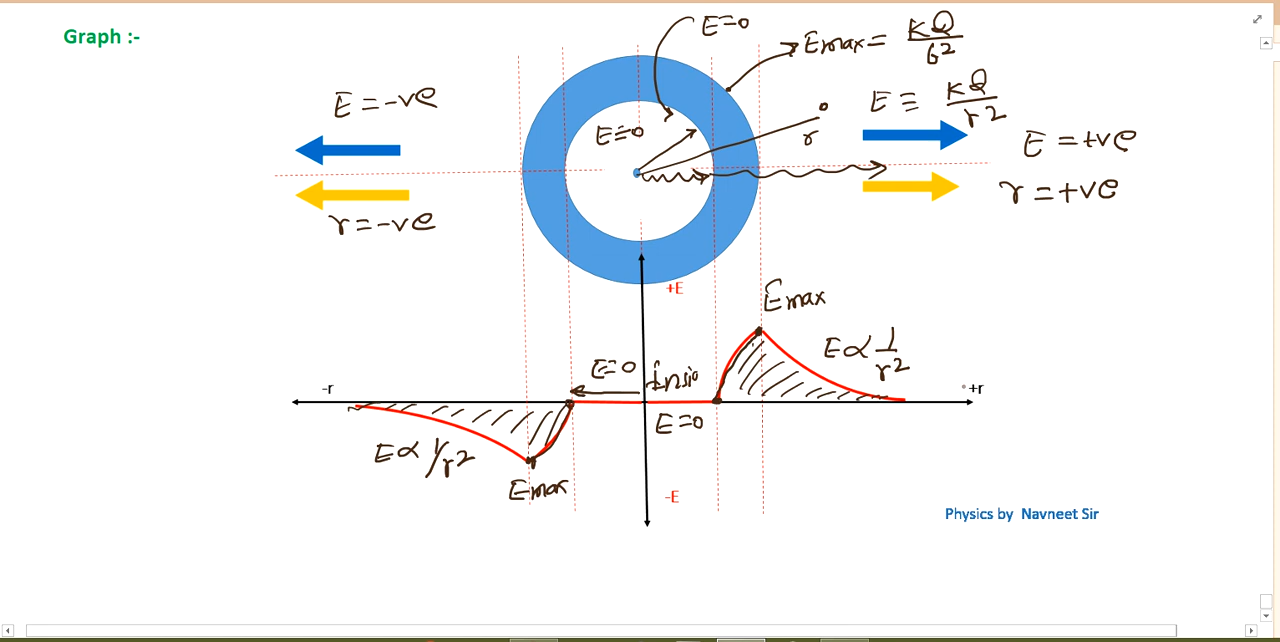 Graph :-
E=0
Emax = KQ/b2
E = -ve
E = KQ/r2
E=0
r
E = +ve
r = +ve
r = -ve
+E
Emax
E∝ 1/r2
E=0
-r
+r
E=0
E∝ 1/r2
Emax
-E
Physics by Navneet Sir